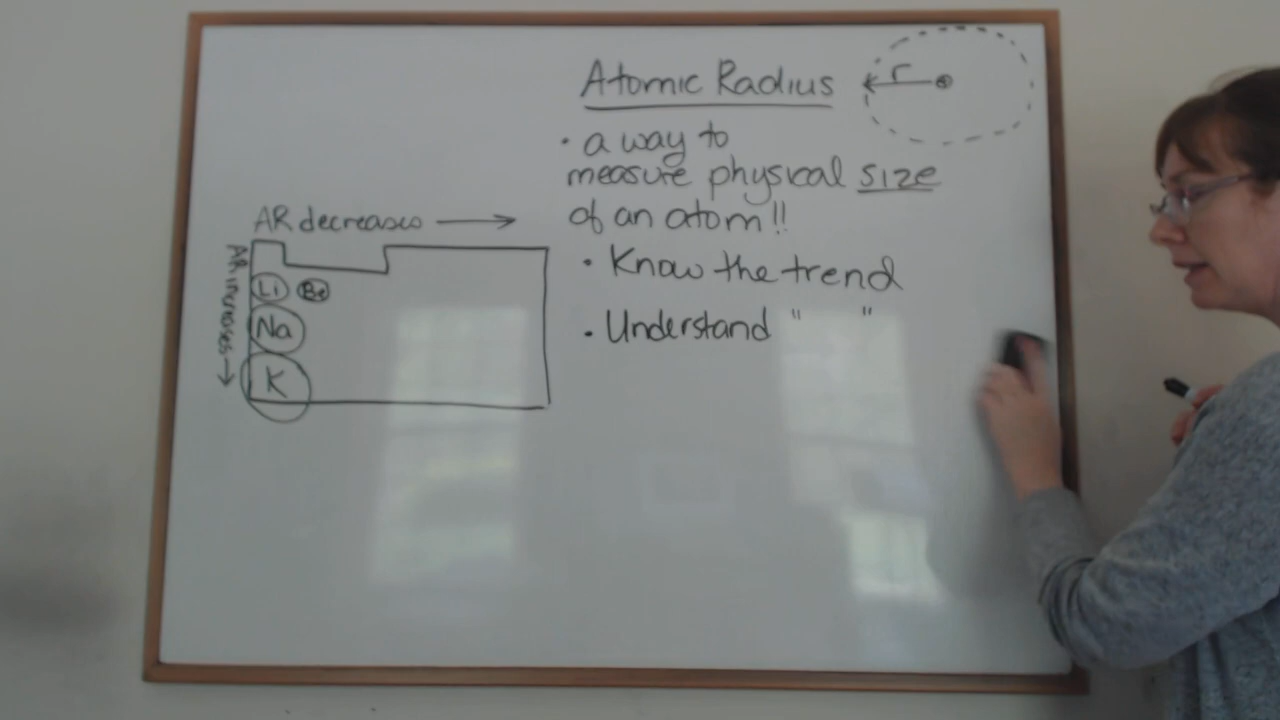 Atomic Radius
r
• a way to
measure physical size
of an atom!!
• Know the trend
• Understand " "
AR decreases →
AR increases →
Li Be
Na
K